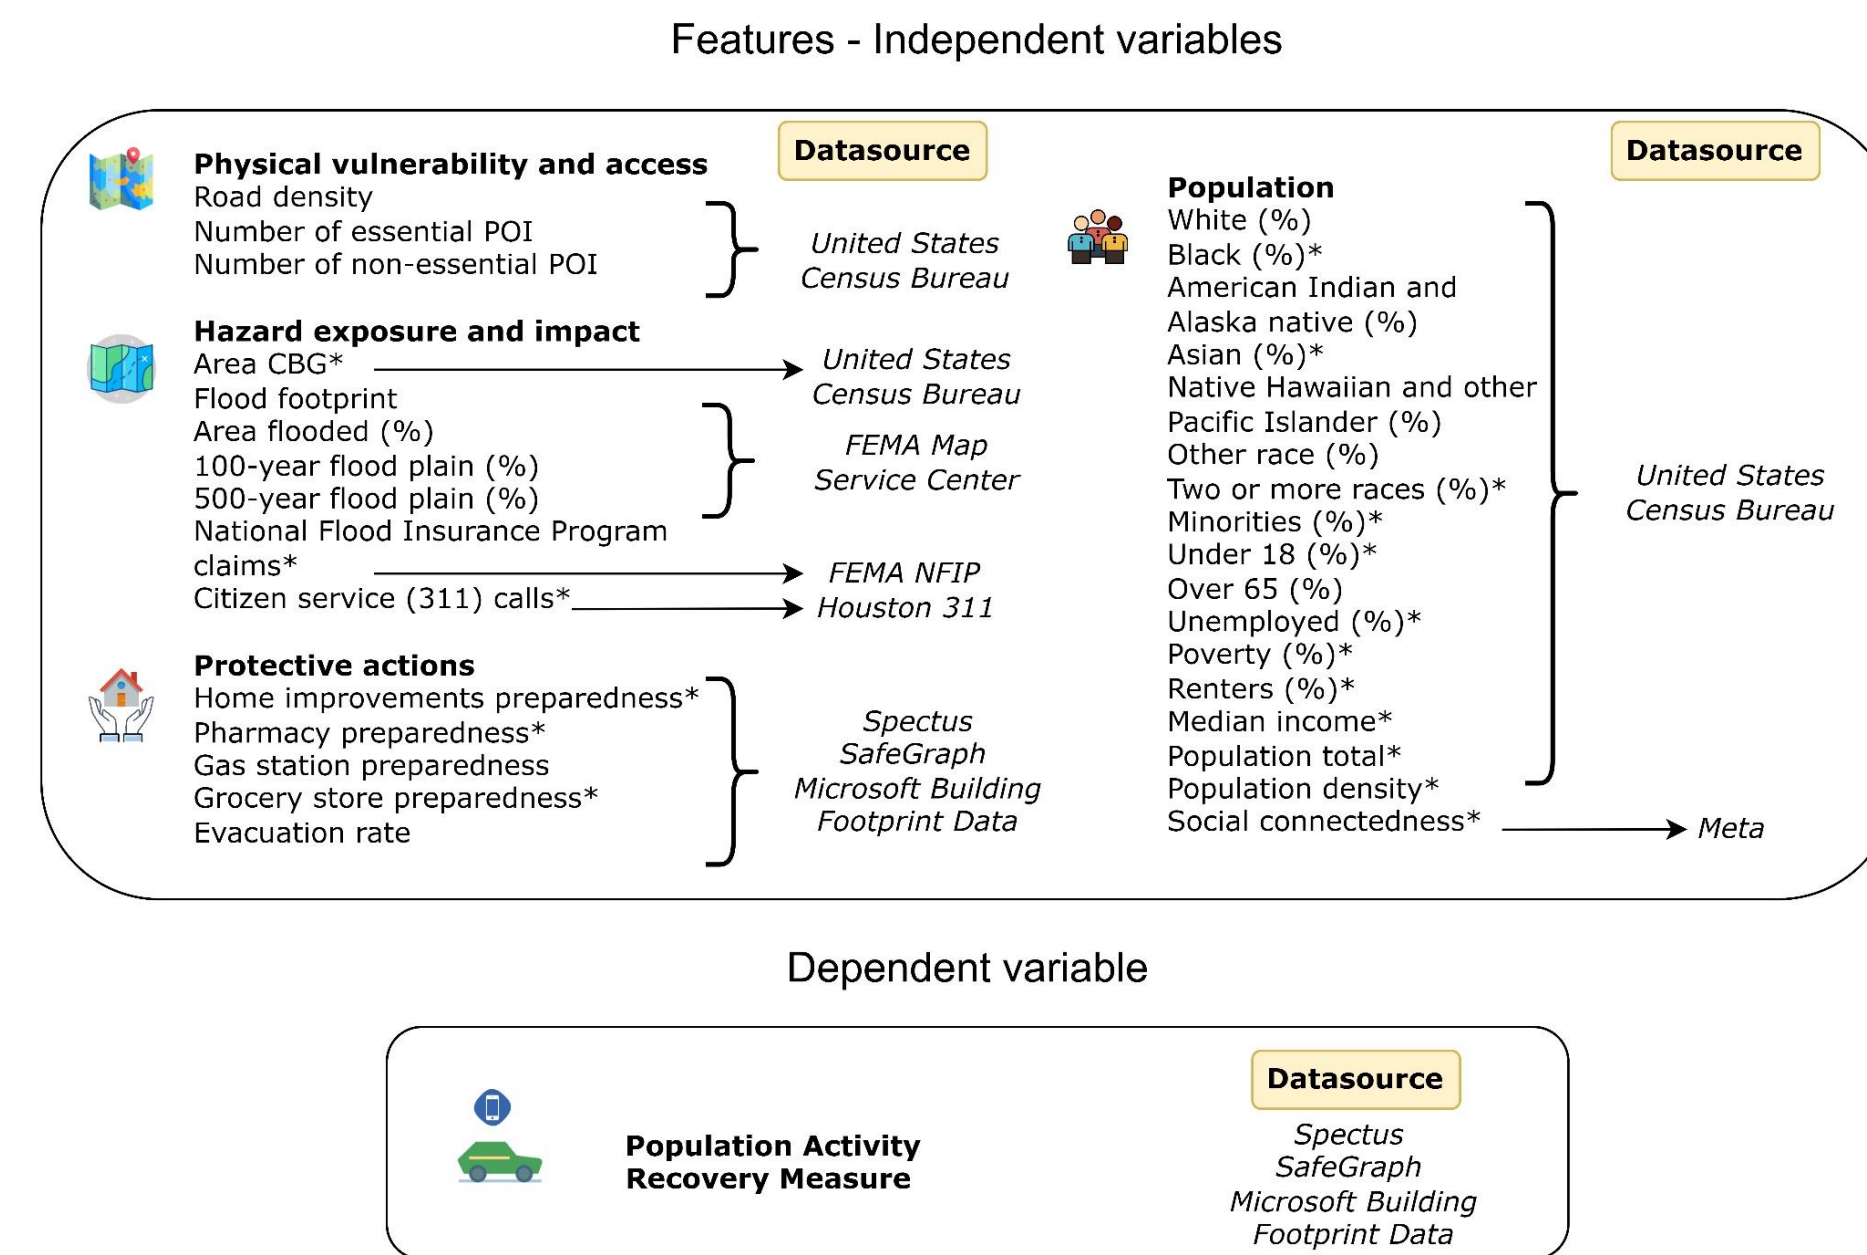 Features - Independent variables
Datasource
Physical vulnerability and access
Road density
Number of essential POI
Number of non-essential POI
United States
Census Bureau
Hazard exposure and impact
Area CBG*
United States
Census Bureau
Flood footprint
Area flooded (%)
100-year flood plain (%)
500-year flood plain (%)
FEMA Map
Service Center
National Flood Insurance Program
claims*
FEMA NFIP
Citizen service (311) calls*
Houston 311
Protective actions
Home improvements preparedness*
Pharmacy preparedness*
Gas station preparedness
Grocery store preparedness*
Evacuation rate
Spectus
SafeGraph
Microsoft Building
Footprint Data
Datasource
Population
White (%)
Black (%)*
American Indian and
Alaska native (%)
Asian (%)*
Native Hawaiian and other
Pacific Islander (%)
Other race (%)
Two or more races (%)*
Minorities (%)*
Under 18 (%)*
Over 65 (%)
Unemployed (%)*
Poverty (%)*
Renters (%)*
Median income*
Population total*
Population density*
United States
Census Bureau
Social connectedness*
Meta
Dependent variable
Datasource
Population Activity
Recovery Measure
Spectus
SafeGraph
Microsoft Building
Footprint Data